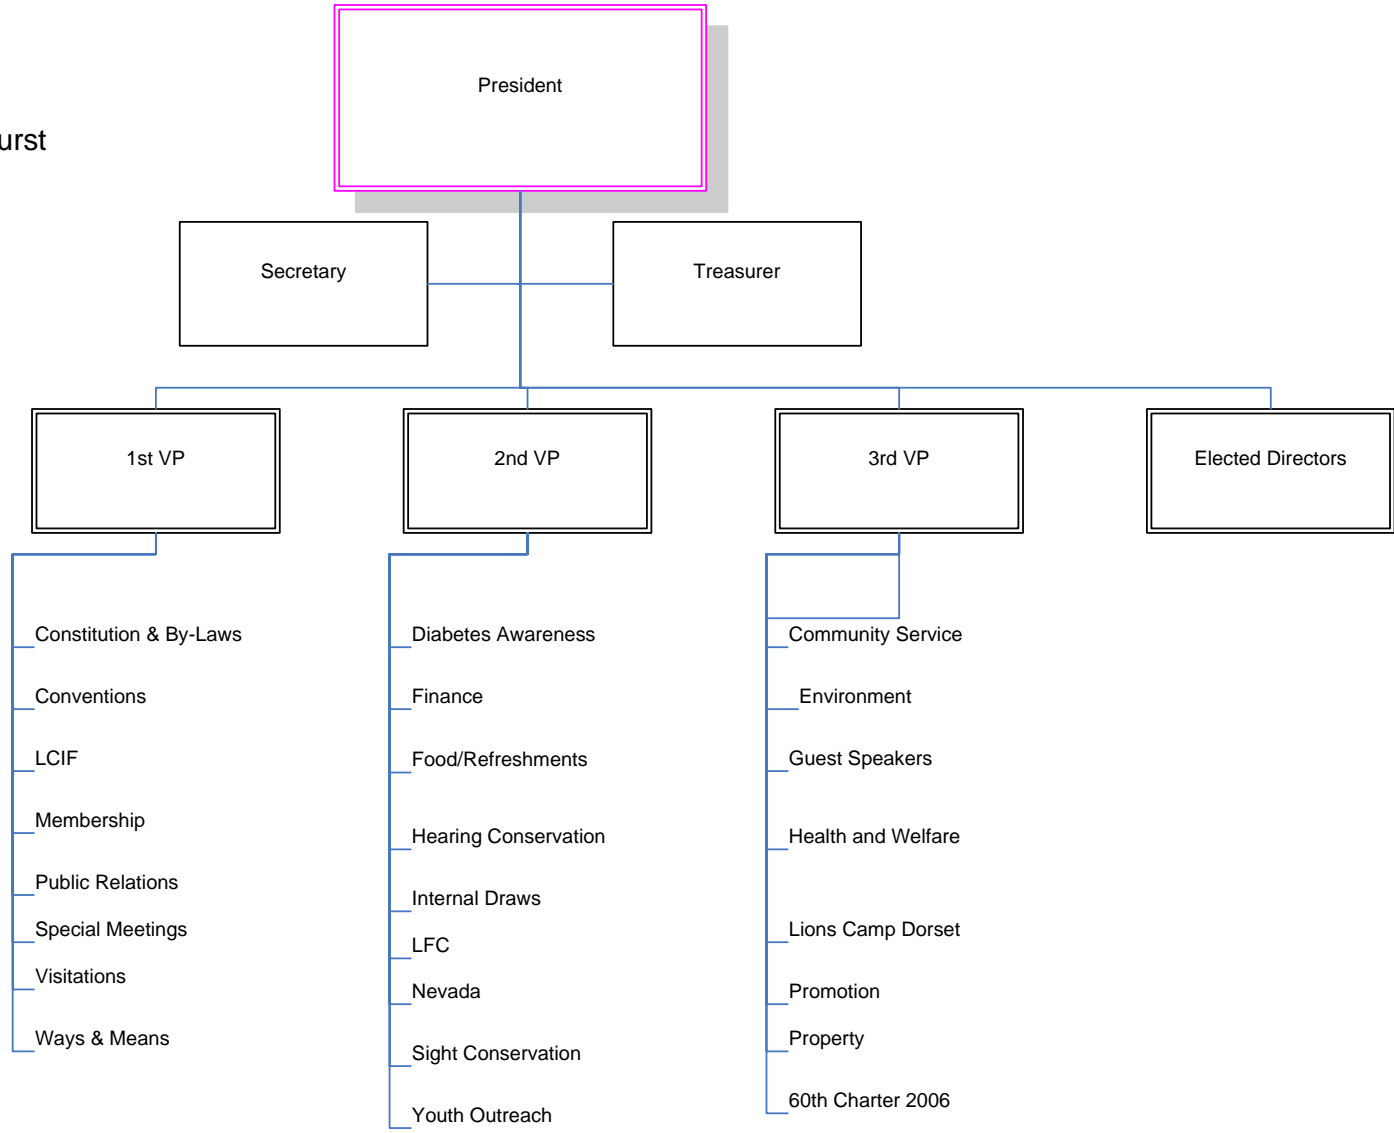 President
urst
Secretary
Treasurer
1st VP
2nd VP
3rd VP
Elected Directors
Constitution & By-Laws
Conventions
LCIF
Membership
Public Relations
Special Meetings
Visitations
Ways & Means
Diabetes Awareness
Finance
Food/Refreshments
Hearing Conservation
Internal Draws
LFC
Nevada
Sight Conservation
Youth Outreach
Community Service
Environment
Guest Speakers
Health and Welfare
Lions Camp Dorset
Promotion
Property
60th Charter 2006